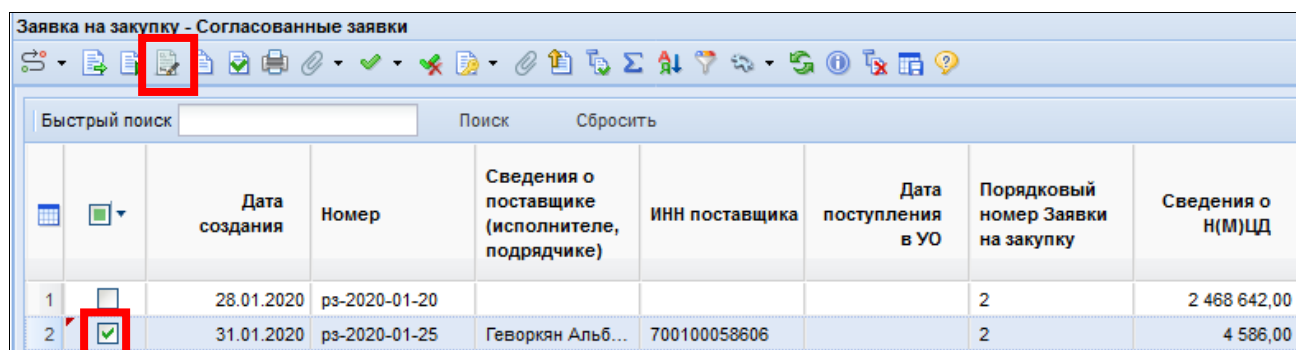 Заявка на закупку - Согласованные заявки
Быстрый поиск Поиск Сбросить
Дата создания
Номер
Сведения о поставщике (исполнителе, подрядчике)
ИНН поставщика
Дата поступления в УО
Порядковый номер Заявки на закупку
Сведения о Н(М)ЦД
1 28.01.2020 рз-2020-01-20 2 2 468 642,00
2 31.01.2020 рз-2020-01-25 Геворкян Альб... 700100058606 2 4 586,00